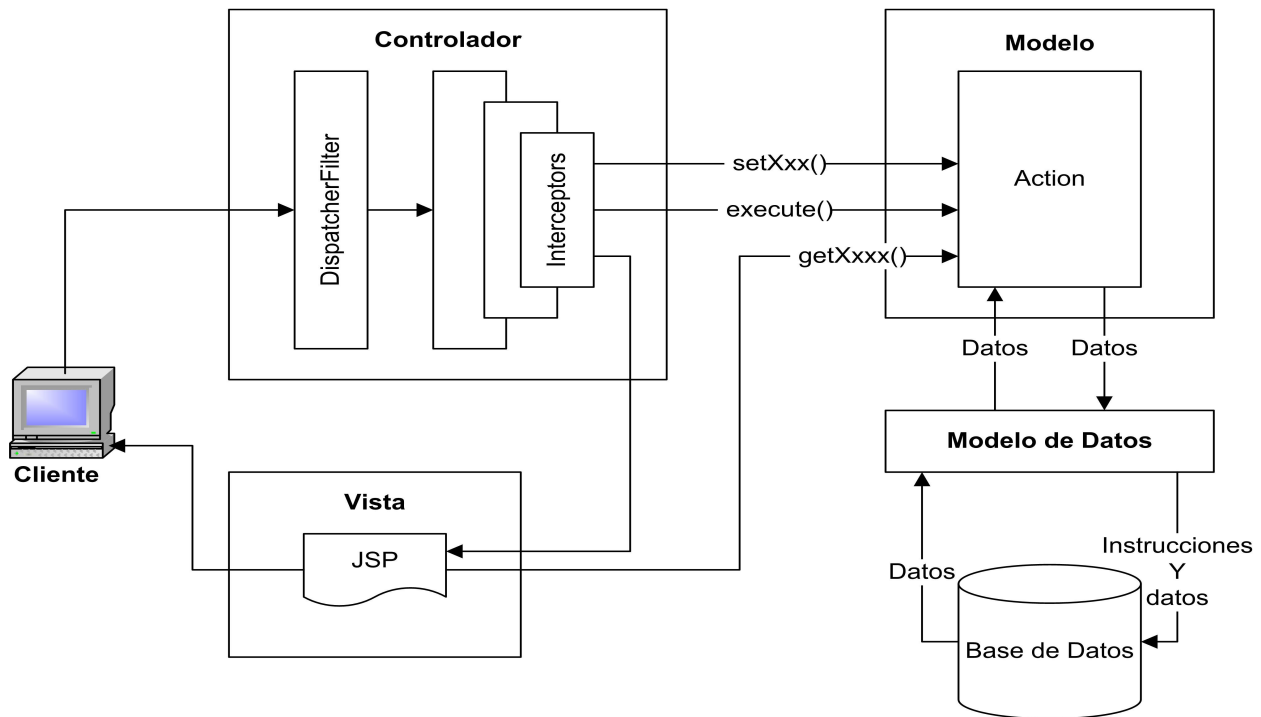 Controlador
DispatcherFilter
Interceptors
setXxx()
execute()
getXxxx()
Modelo
Action
Datos
Datos
Modelo de Datos
Cliente
Vista
JSP
Datos
Instrucciones
Y
datos
Base de Datos